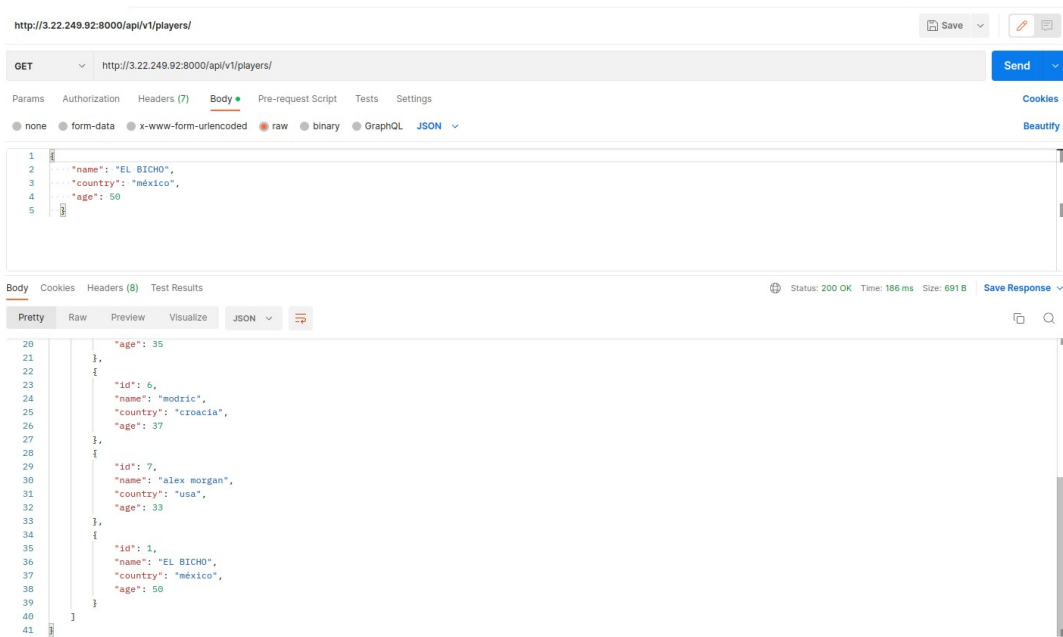 http://3.22.249.92:8000/api/v1/players/
Save
GET http://3.22.249.92:8000/api/v1/players/ Send
Params Authorization Headers (7) Body Pre-request Script Tests Settings Cookies
none form-data x-www-form-urlencoded raw binary GraphQL JSON Beautify
1 {
2 "name": "EL BICHO",
3 "country": "méxico",
4 "age": 50
5 }
Body Cookies Headers (8) Test Results Status: 200 OK Time: 186 ms Size: 691 B Save Response
Pretty Raw Preview Visualize JSON
20 "age": 35
21 },
22 {
23 "id": 6,
24 "name": "modric",
25 "country": "croacia",
26 "age": 37
27 },
28 {
29 "id": 7,
30 "name": "alex morgan",
31 "country": "usa",
32 "age": 33
33 },
34 {
35 "id": 1,
36 "name": "EL BICHO",
37 "country": "méxico",
38 "age": 50
39 }
40 ]
41 }